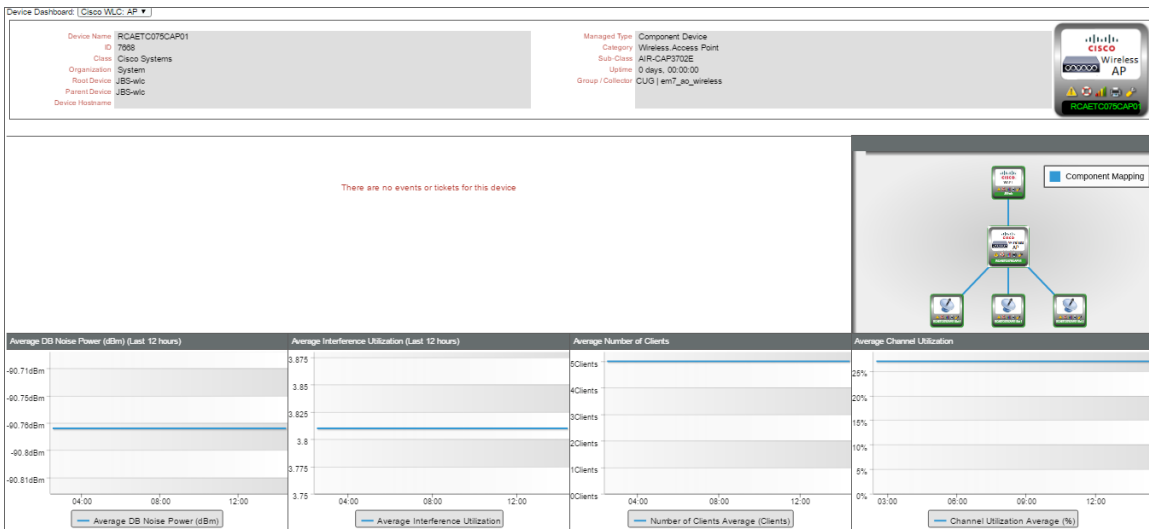 Device Dashboard: Cisco WLC: AP ▼
Device Name RCAETC075CAP01
ID 7668
Class Cisco Systems
Organization System
Root Device JBS-wlc
Parent Device JBS-wlc
Device Hostname
Managed Type Component Device
Category Wireless.Access Point
Sub-Class AIR-CAP3702E
Uptime 0 days, 00:00:00
Group / Collector CUG | em7_ao_wireless
CISCO
Wireless
AP
RCAETC075CAP01
There are no events or tickets for this device
Component Mapping
CISCO
CISCO
Wireless
AP
Average DB Noise Power (dBm) (Last 12 hours)
-90.71dBm
-90.75dBm
-90.76dBm
-90.8dBm
-90.81dBm
04:00 08:00 12:00
Average DB Noise Power (dBm)
Average Interference Utilization (Last 12 hours)
3.875
3.85
3.825
3.8
3.775
3.75
04:00 08:00 12:00
Average Interference Utilization
Average Number of Clients
5Clients
4Clients
3Clients
2Clients
1Clients
0Clients
04:00 08:00 12:00
Number of Clients Average (Clients)
Average Channel Utilization
25%
20%
15%
10%
5%
0%
03:00 06:00 09:00 12:00
Channel Utilization Average (%)